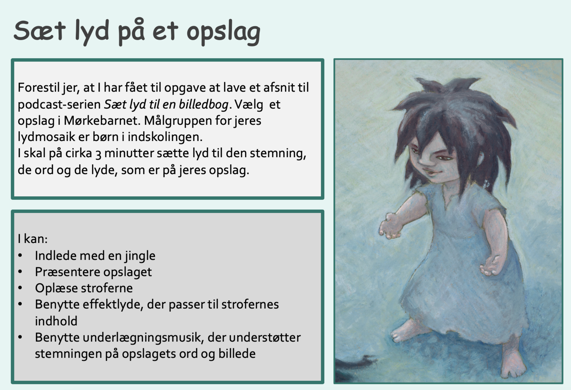 Sæt lyd på et opslag
Forestil jer, at I har fået til opgave at lave et afsnit til
podcast-serien Sæt lyd til en billedbog. Vælg et
opslag i Mørkebarnet. Målgruppen for jeres
lydmosaik er børn i indskolingen.
I skal på cirka 3 minutter sætte lyd til den stemning,
de ord og de lyde, som er på jeres opslag.
I kan:
• Indlede med en jingle
• Præsentere opslaget
• Oplæse stroferne
• Benytte effektlyde, der passer til strofernes
indhold
• Benytte underlægningsmusik, der understøtter
stemningen på opslagets ord og billede